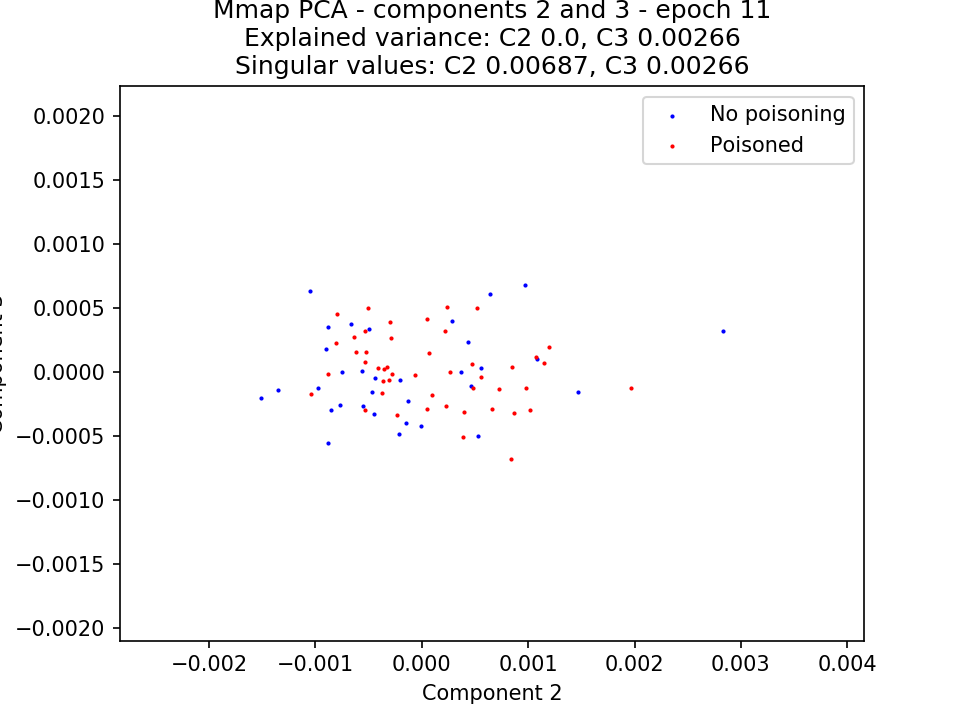 Mmap PCA - components 2 and 3 - epoch 11
Explained variance: C2 0.0, C3 0.00266
Singular values: C2 0.00687, C3 0.00266
No poisoning
Poisoned
0.0020
0.0015
0.0010
0.0005
0.0000
−0.0005
−0.0010
−0.0015
−0.0020
−0.002 −0.001 0.000 0.001 0.002 0.003 0.004
Component 2